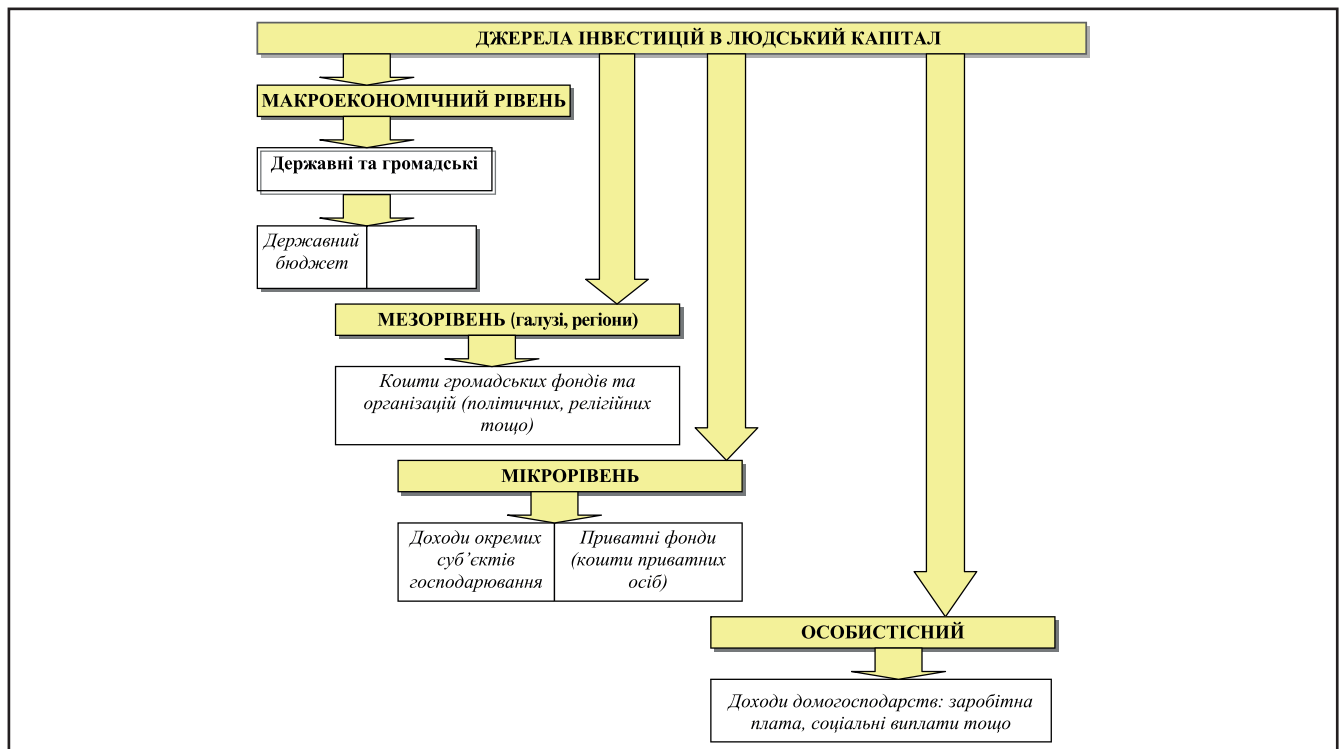 ДЖЕРЕЛА ІНВЕСТИЦІЙ В ЛЮДСЬКИЙ КАПІТАЛ
МАКРОЕКОНОМІЧНИЙ РІВЕНЬ
Державні та громадські
Державний
бюджет
МЕЗОРІВЕНЬ (галузі, регіони)
Кошти громадських фондів та
організацій (політичних, релігійних
тощо)
МІКРОРІВЕНЬ
Доходи окремих
суб’єктів
господарювання
Приватні фонди
(кошти приватних
осіб)
ОСОБИСТІСНИЙ
Доходи домогосподарств: заробітна
плата, соціальні виплати тощо